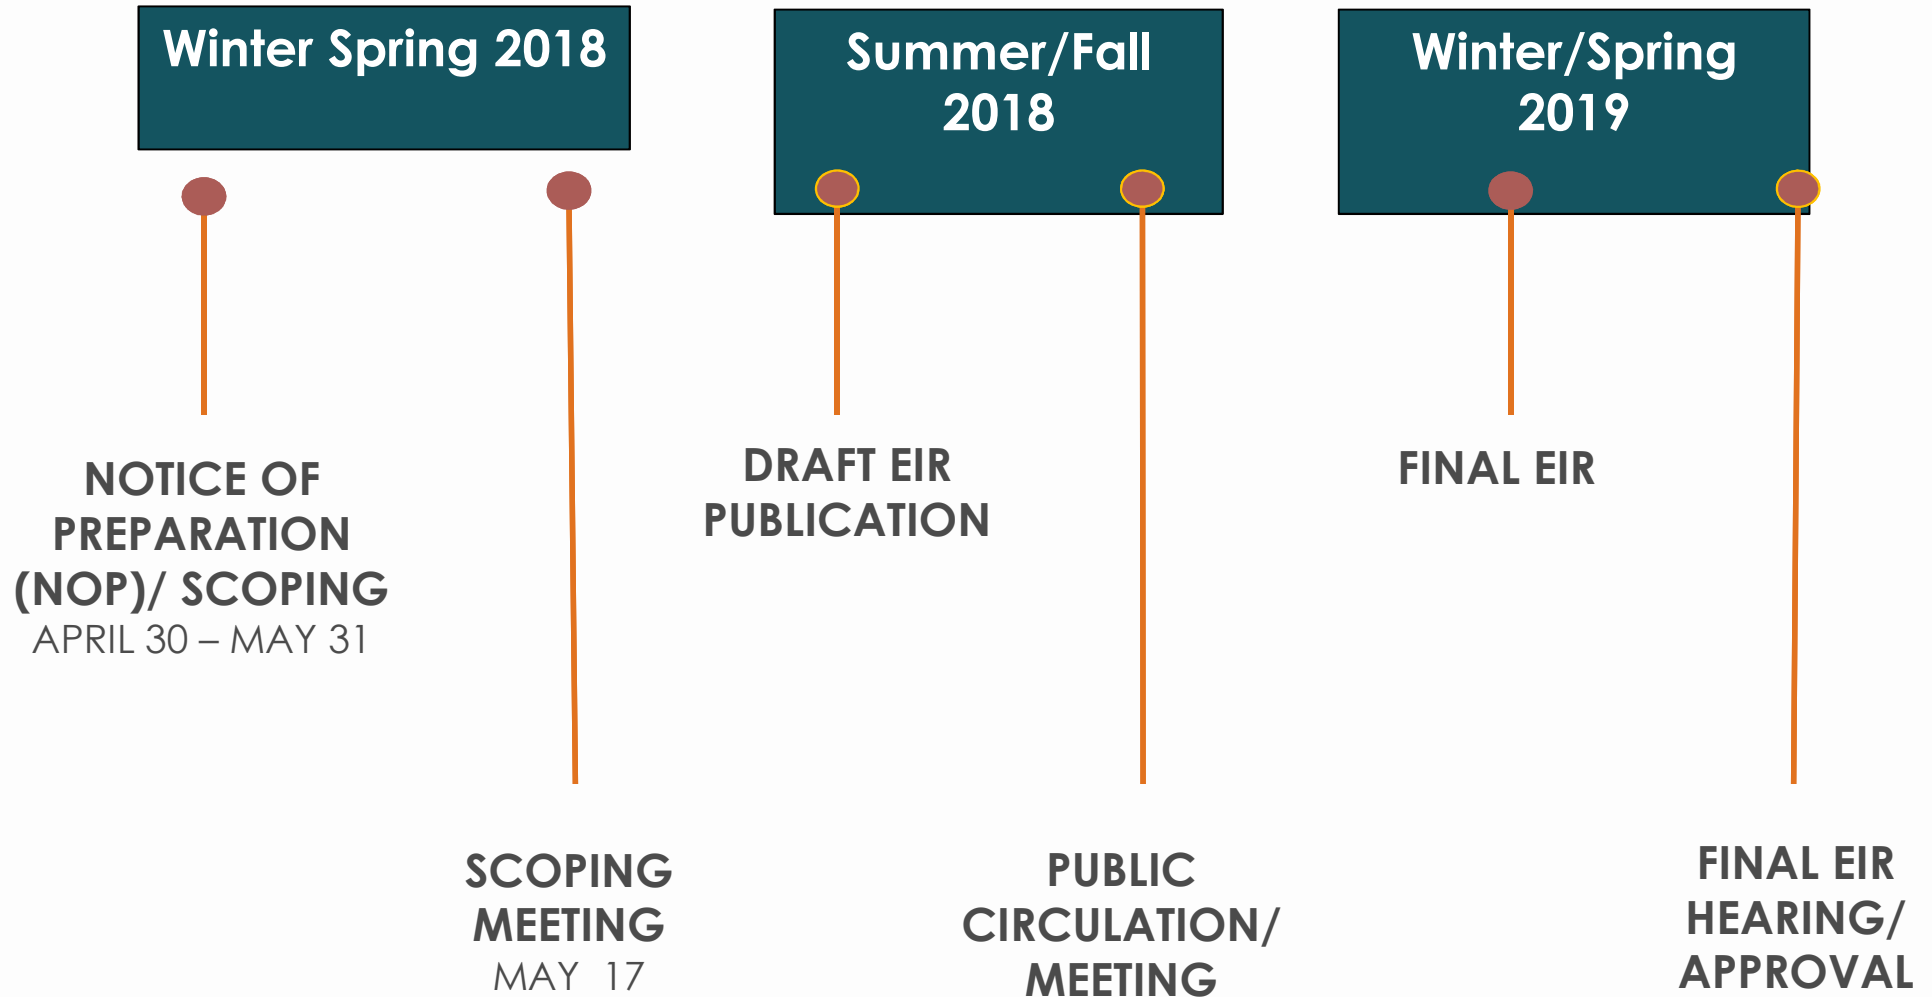 Winter Spring 2018
Summer/Fall
2018
Winter/Spring
2019
NOTICE OF
PREPARATION
(NOP)/ SCOPING
APRIL 30 – MAY 31
DRAFT EIR
PUBLICATION
FINAL EIR
SCOPING
MEETING
MAY  17
PUBLIC
CIRCULATION/
MEETING
FINAL EIR
HEARING/
APPROVAL